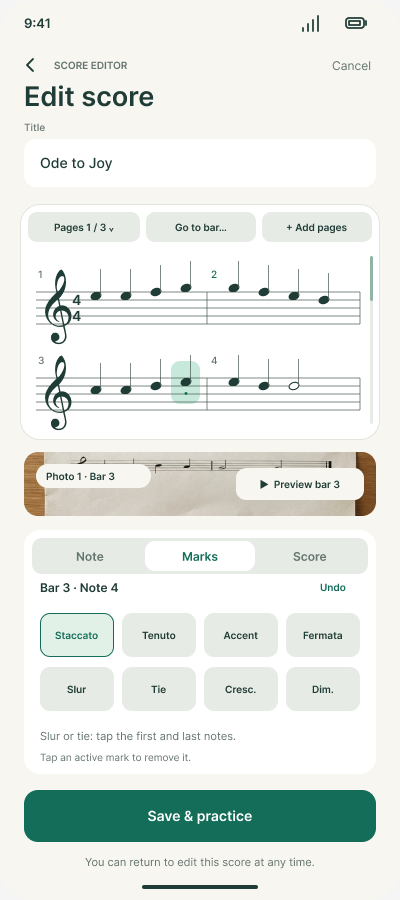 9:41
SCORE EDITOR
Cancel
Edit score
Title
Ode to Joy
Pages 1 / 3 v
Go to bar...
+ Add pages
1
2
4
4
3
4
Photo 1 · Bar 3
▶ Preview bar 3
Note
Marks
Score
Bar 3 · Note 4
Undo
Staccato
Tenuto
Accent
Fermata
Slur
Tie
Cresc.
Dim.
Slur or tie: tap the first and last notes.
Tap an active mark to remove it.
Save & practice
You can return to edit this score at any time.